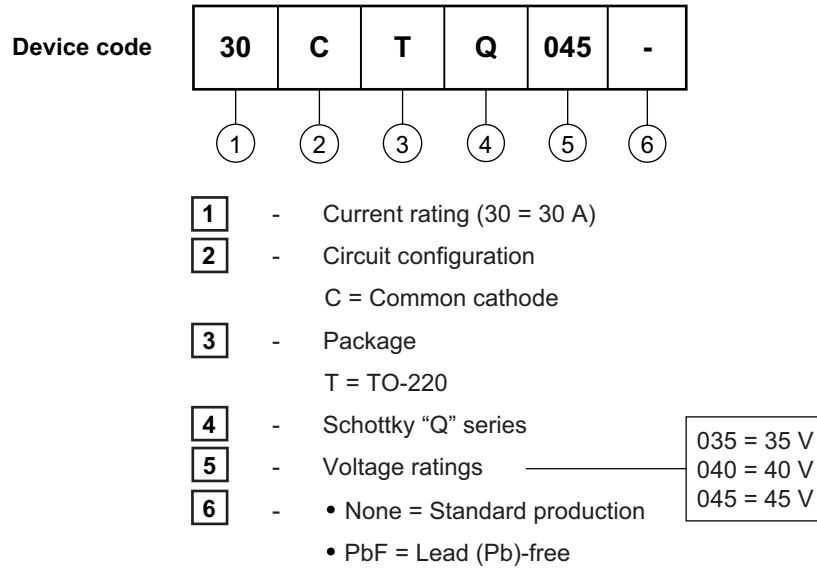 Device code 30 C T Q 045 -
1 2 3 4 5 6
1 - Current rating (30 = 30 A)
2 - Circuit configuration
C = Common cathode
3 - Package
T = TO-220
4 - Schottky “Q” series
5 - Voltage ratings
035 = 35 V
040 = 40 V
045 = 45 V
6 - • None = Standard production
• PbF = Lead (Pb)-free